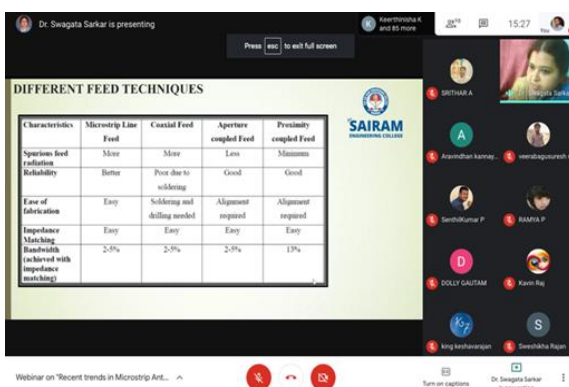 Dr. Swagata Sarkar is presenting
Keerthinisha K
and 85 more
15:27
You
Press esc to exit full screen
DIFFERENT FEED TECHNIQUES
SAIRAM
ENGINEERING COLLEGE
Characteristics Microstrip Line Feed Coaxial Feed Aperture coupled Feed Proximity coupled Feed
Spurious feed radiation More More Less Minimum
Reliability Better Poor due to soldering Good Good
Ease of fabrication Easy Soldering and drilling needed Alignment required Alignment required
Impedance Matching Easy Easy Easy Easy
Bandwidth (achieved with impedance matching) 2-5% 2-5% 2-5% 13%
SRITHAR A
Swagata Sarka
A
Aravindhan kannay...
veerabagusuresh
SenthilKumar P
RAMYA P
D
DOLLY GAUTAM
Kavin Raj
king keshavarajan
S
Sweshikha Rajan
Webinar on "Recent trends in Microstrip Ant...
Turn on captions
Dr. Swagata Sarkar